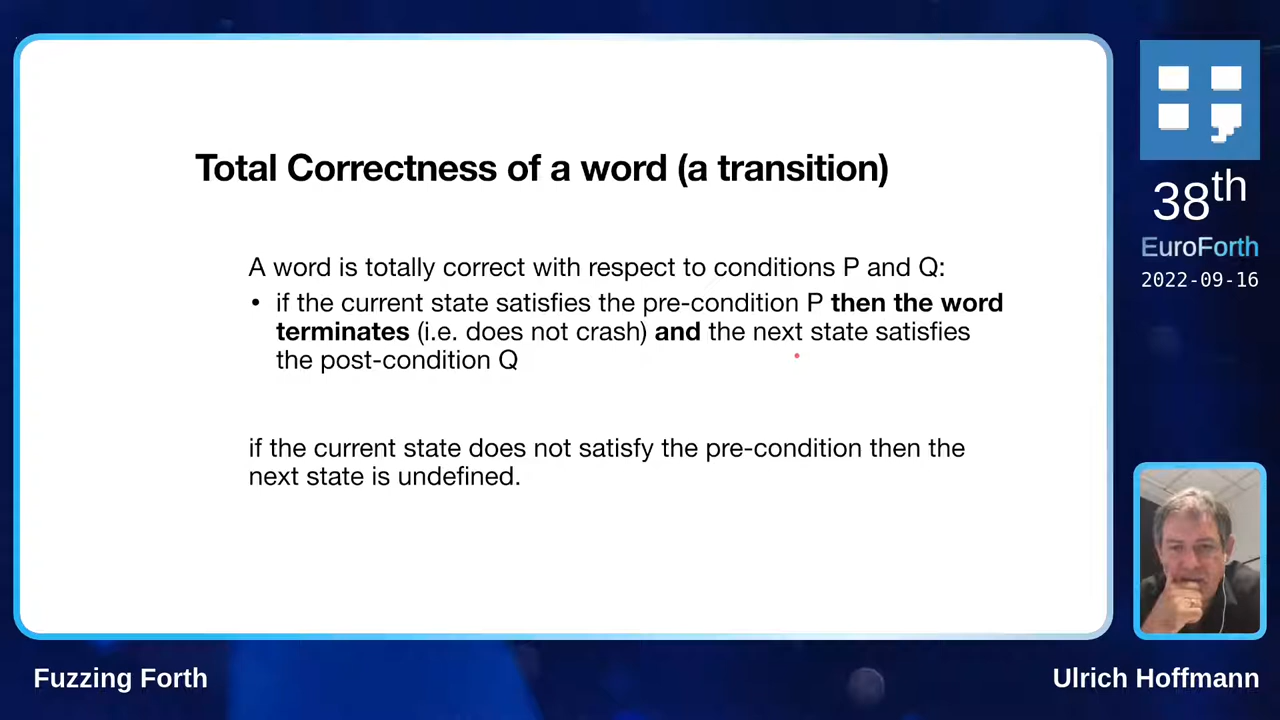 Total Correctness of a word (a transition)
A word is totally correct with respect to conditions P and Q:
• if the current state satisfies the pre-condition P then the word
terminates (i.e. does not crash) and the next state satisfies
the post-condition Q
if the current state does not satisfy the pre-condition then the
next state is undefined.
38th
EuroForth
2022-09-16
Fuzzing Forth
Ulrich Hoffmann